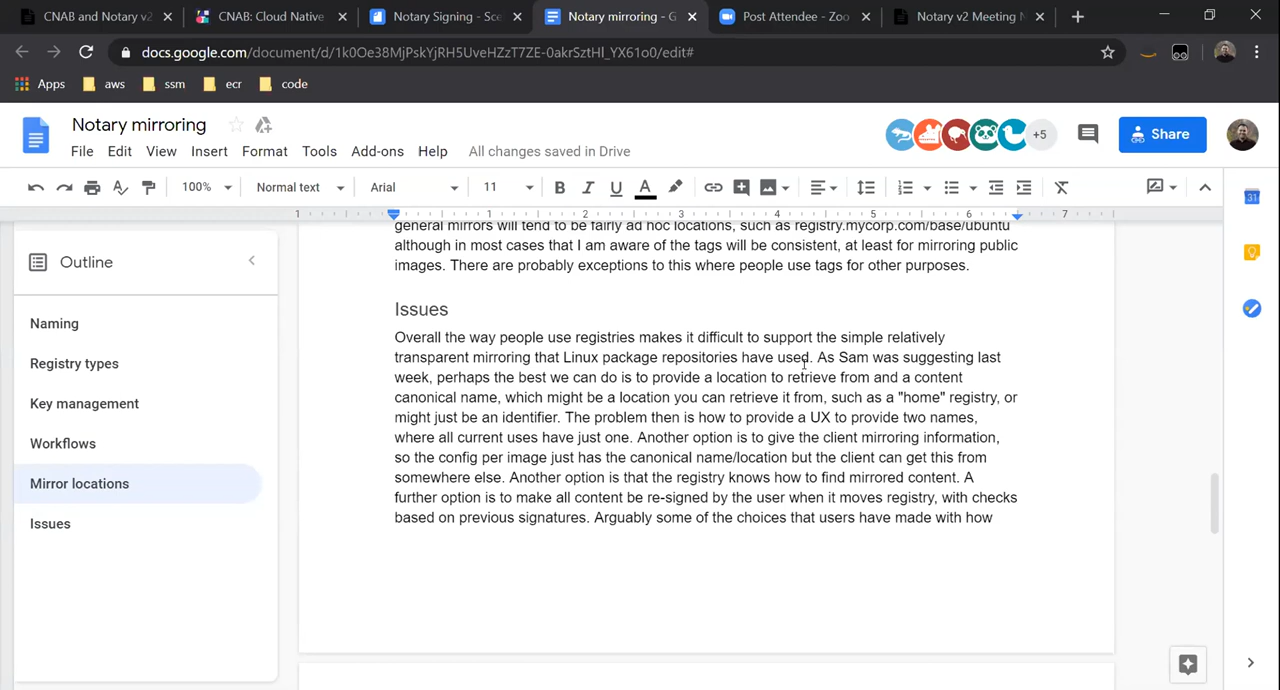 CNAB and Notary v2
CNAB: Cloud Native
Notary Signing - Sce
Notary mirroring - G
Post Attendee - Zoo
Notary v2 Meeting N
docs.google.com/document/d/1k0Oe38MjPskYjRH5UveHZzT7ZE-0akrSztHl_YX61o0/edit#
Apps
aws
ssm
ecr
code
Notary mirroring
+5
Share
File Edit View Insert Format Tools Add-ons Help All changes saved in Drive
100% Normal text Arial 11 B I U A
1 1 2 3 4 5 6 7
31
Outline
Naming
Registry types
Key management
Workflows
Mirror locations
Issues
general mirrors will tend to be fairly ad hoc locations, such as registry.mycorp.com/base/ubuntu
although in most cases that I am aware of the tags will be consistent, at least for mirroring public
images. There are probably exceptions to this where people use tags for other purposes.
Issues
Overall the way people use registries makes it difficult to support the simple relatively
transparent mirroring that Linux package repositories have used. As Sam was suggesting last
week, perhaps the best we can do is to provide a location to retrieve from and a content
canonical name, which might be a location you can retrieve it from, such as a "home" registry, or
might just be an identifier. The problem then is how to provide a UX to provide two names,
where all current uses have just one. Another option is to give the client mirroring information,
so the config per image just has the canonical name/location but the client can get this from
somewhere else. Another option is that the registry knows how to find mirrored content. A
further option is to make all content be re-signed by the user when it moves registry, with checks
based on previous signatures. Arguably some of the choices that users have made with how